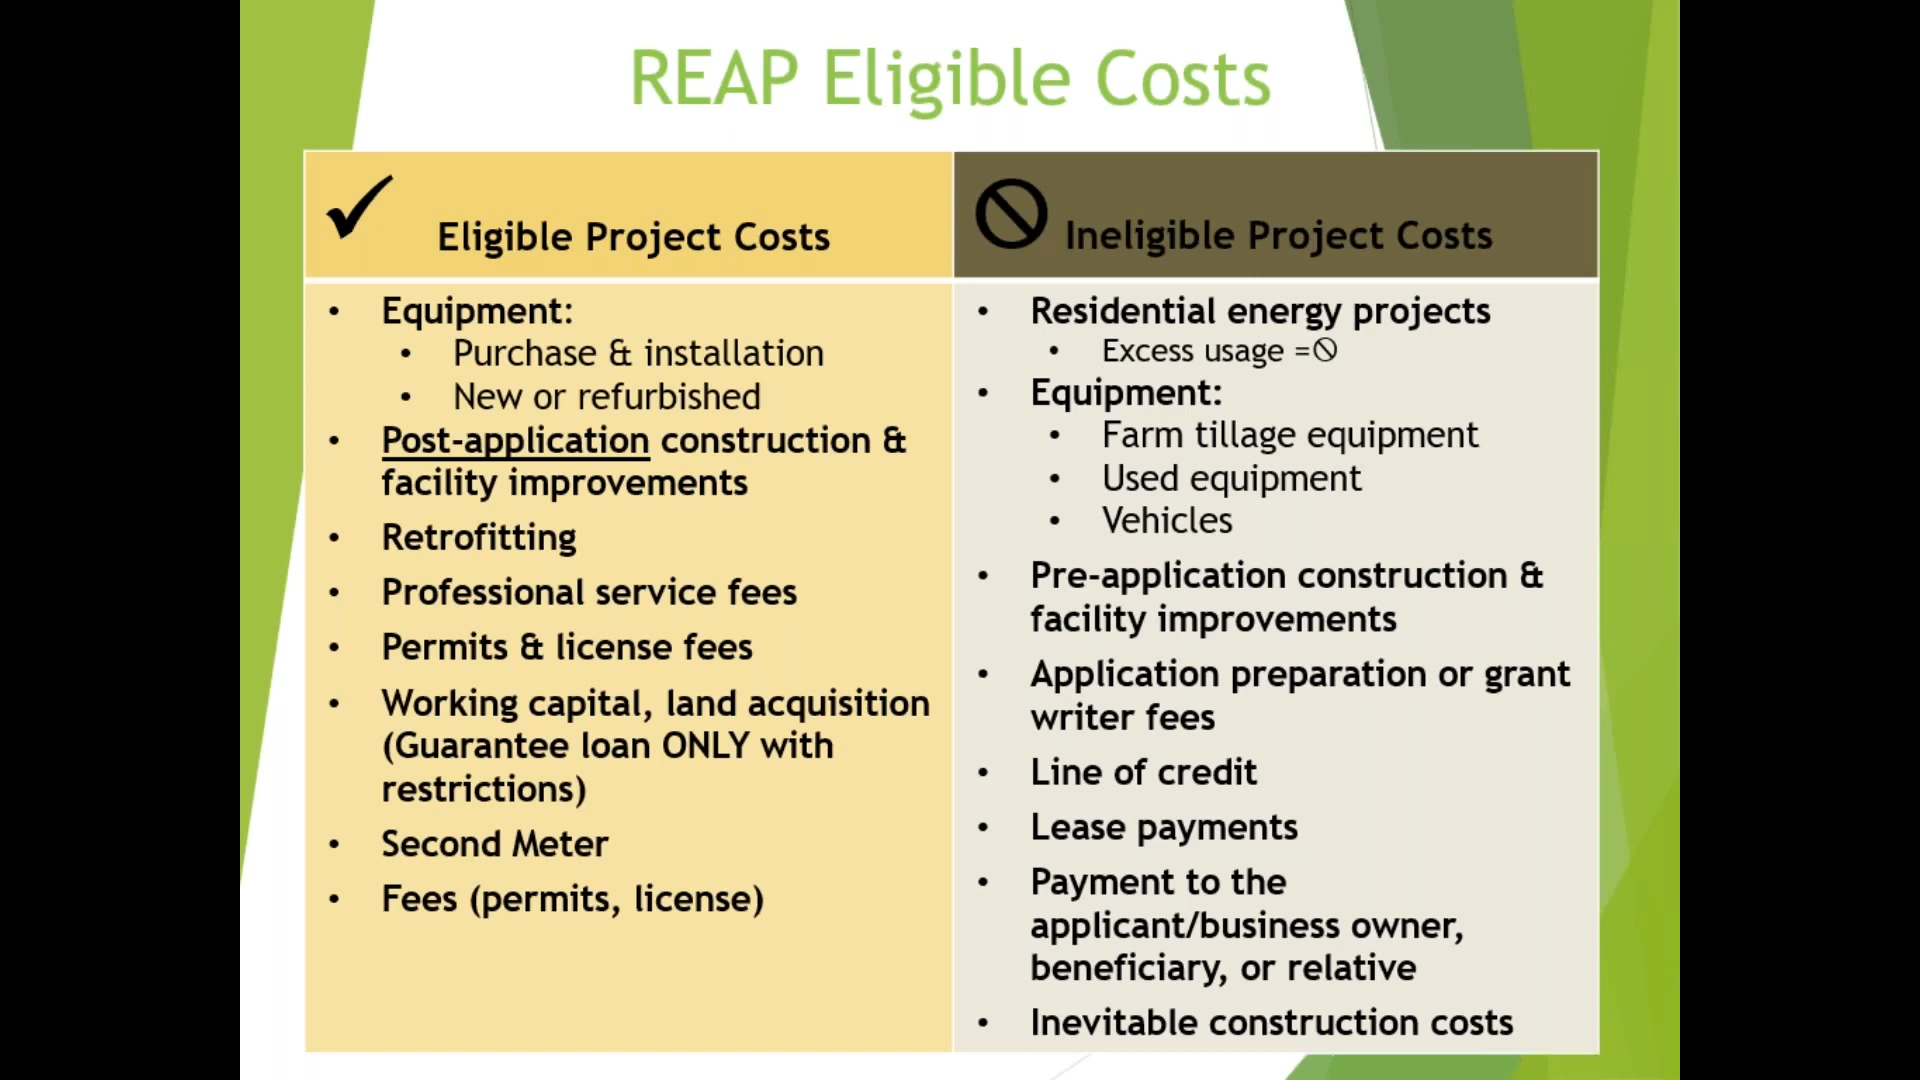 REAP Eligible Costs
Eligible Project Costs
• Equipment:
• Purchase & installation
• New or refurbished
• Post-application construction &
facility improvements
• Retrofitting
• Professional service fees
• Permits & license fees
• Working capital, land acquisition
(Guarantee loan ONLY with
restrictions)
• Second Meter
• Fees (permits, license)
Ineligible Project Costs
• Residential energy projects
• Excess usage =🛇
• Equipment:
• Farm tillage equipment
• Used equipment
• Vehicles
• Pre-application construction &
facility improvements
• Application preparation or grant
writer fees
• Line of credit
• Lease payments
• Payment to the
applicant/business owner,
beneficiary, or relative
• Inevitable construction costs